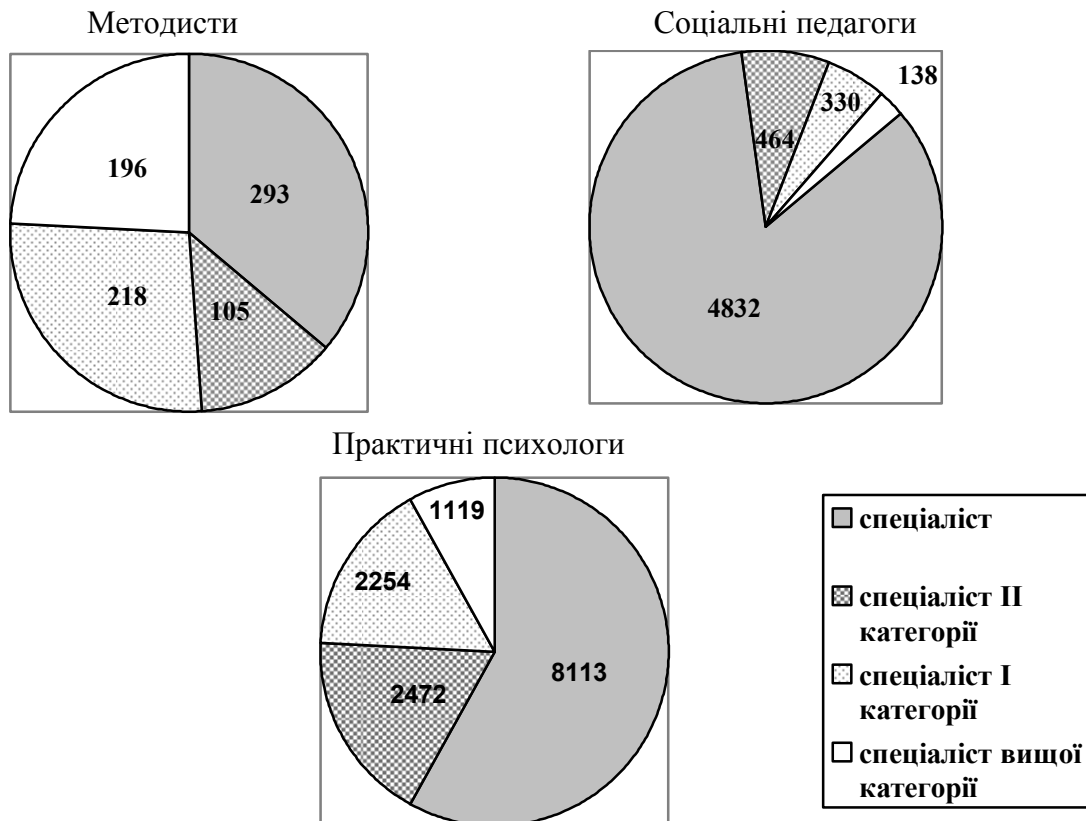 Методисти
196
293
218
105
Соціальні педагоги
138
330
464
4832
Практичні психологи
1119
2254
8113
2472
спеціаліст
спеціаліст ІІ
категорії
спеціаліст І
категорії
спеціаліст вищої
категорії